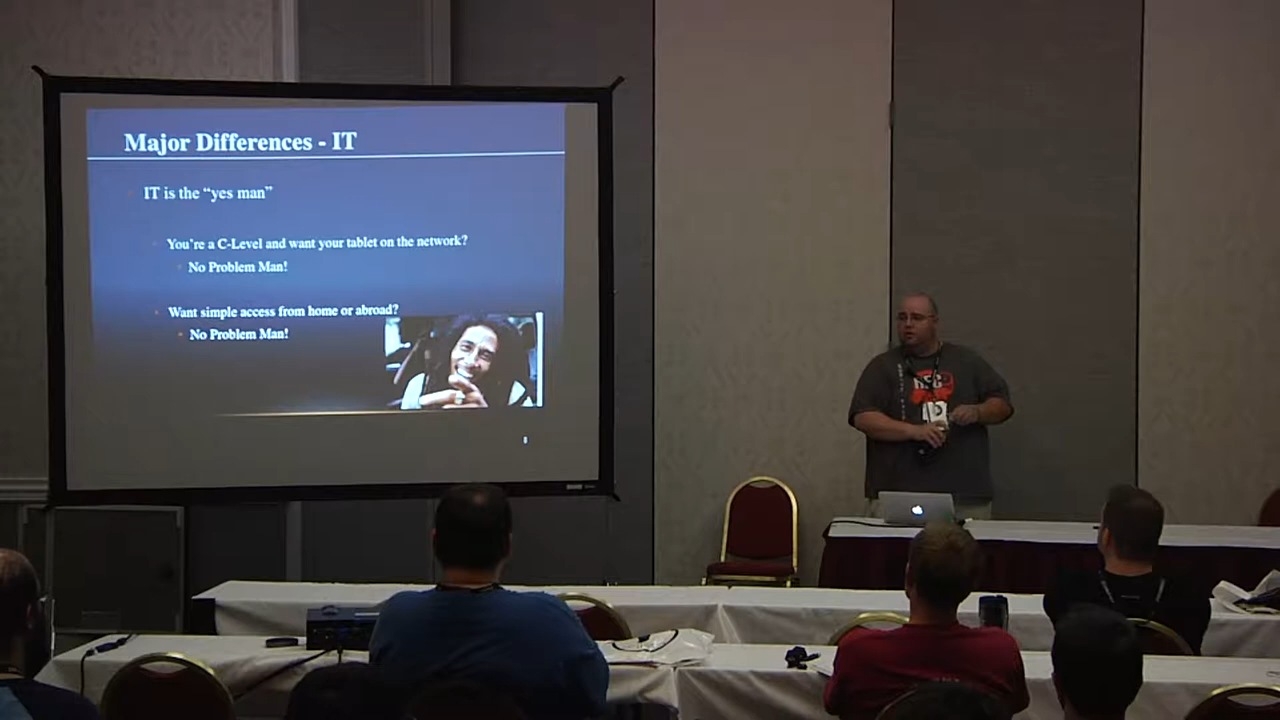 Major Differences - IT
IT is the “yes man”
You’re a C-Level and want your tablet on the network?
No Problem Man!
Want simple access from home or abroad?
No Problem Man!